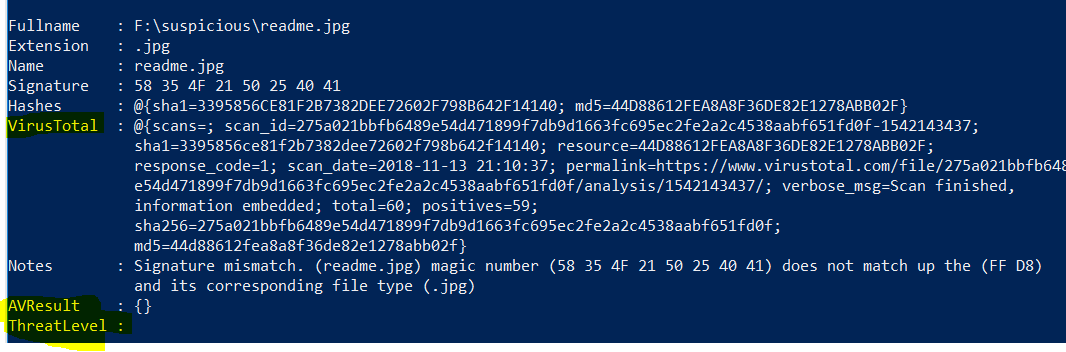 Fullname : F:\suspicious\readme.jpg
Extension : .jpg
Name : readme.jpg
Signature : 58 35 4F 21 50 25 40 41
Hashes : @{sha1=3395856CE81F2B7382DEE72602F798B642F14140; md5=44D88612FEA8A8F36DE82E1278ABB02F}
VirusTotal : @{scans=; scan_id=275a021bbfb6489e54d471899f7db9d1663fc695ec2fe2a2c4538aabf651fd0f-1542143437;
sha1=3395856ce81f2b7382dee72602f798b642f14140; resource=44D88612FEA8A8F36DE82E1278ABB02F;
response_code=1; scan_date=2018-11-13 21:10:37; permalink=https://www.virustotal.com/file/275a021bbfb648
e54d471899f7db9d1663fc695ec2fe2a2c4538aabf651fd0f/analysis/1542143437/; verbose_msg=Scan finished,
information embedded; total=60; positives=59;
sha256=275a021bbfb6489e54d471899f7db9d1663fc695ec2fe2a2c4538aabf651fd0f;
md5=44d88612fea8a8f36de82e1278abb02f}
Notes : Signature mismatch. (readme.jpg) magic number (58 35 4F 21 50 25 40 41) does not match up the (FF D8)
and its corresponding file type (.jpg)
AVResult : {}
ThreatLevel :